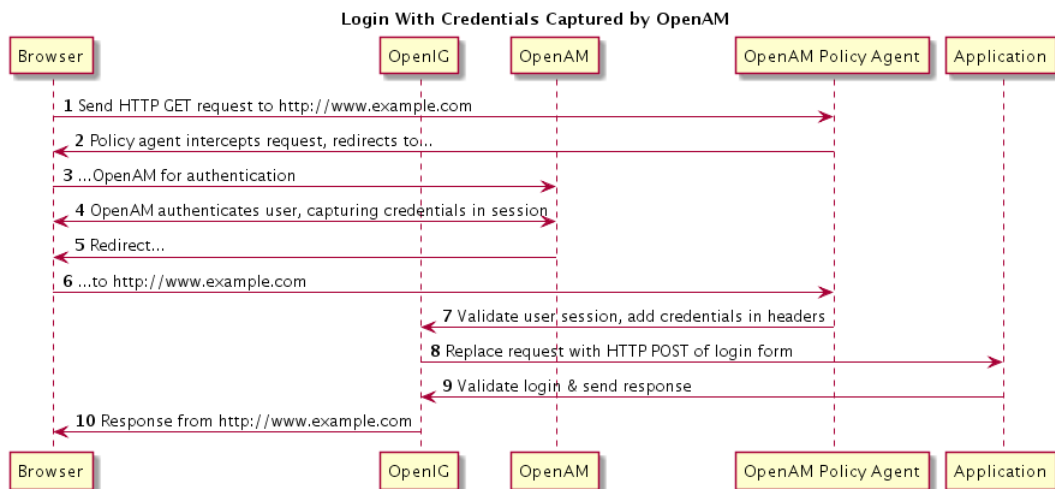 Login With Credentials Captured by OpenAM
Browser OpenIG OpenAM OpenAM Policy Agent Application
1 Send HTTP GET request to http://www.example.com
2 Policy agent intercepts request, redirects to...
3 ...OpenAM for authentication
4 OpenAM authenticates user, capturing credentials in session
5 Redirect...
6 ...to http://www.example.com
7 Validate user session, add credentials in headers
8 Replace request with HTTP POST of login form
9 Validate login & send response
10 Response from http://www.example.com
Browser OpenIG OpenAM OpenAM Policy Agent Application